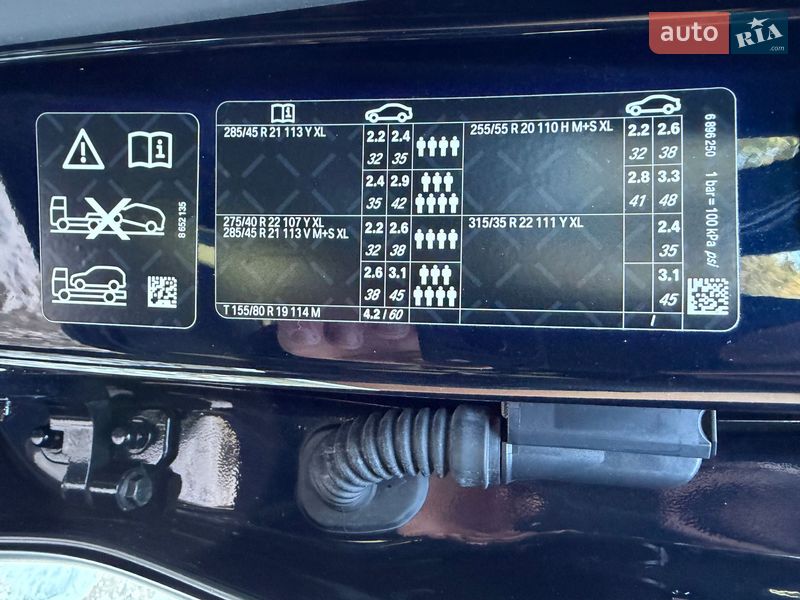 auto RIA
8 652 135
285/45 R 21 113 Y XL
2.2 2.4
32 35
2.4 2.9
35 42
275/40 R 22 107 Y XL
285/45 R 21 113 V M+S XL
2.2 2.6
32 38
2.6 3.1
38 45
T 155/80 R 19 114 M
4.2 / 60
255/55 R 20 110 H M+S XL
2.2 2.6
32 38
2.8 3.3
41 48
315/35 R 22 111 Y XL
2.4
35
3.1
45
/
6 896 250 1 bar = 100 kPa psi